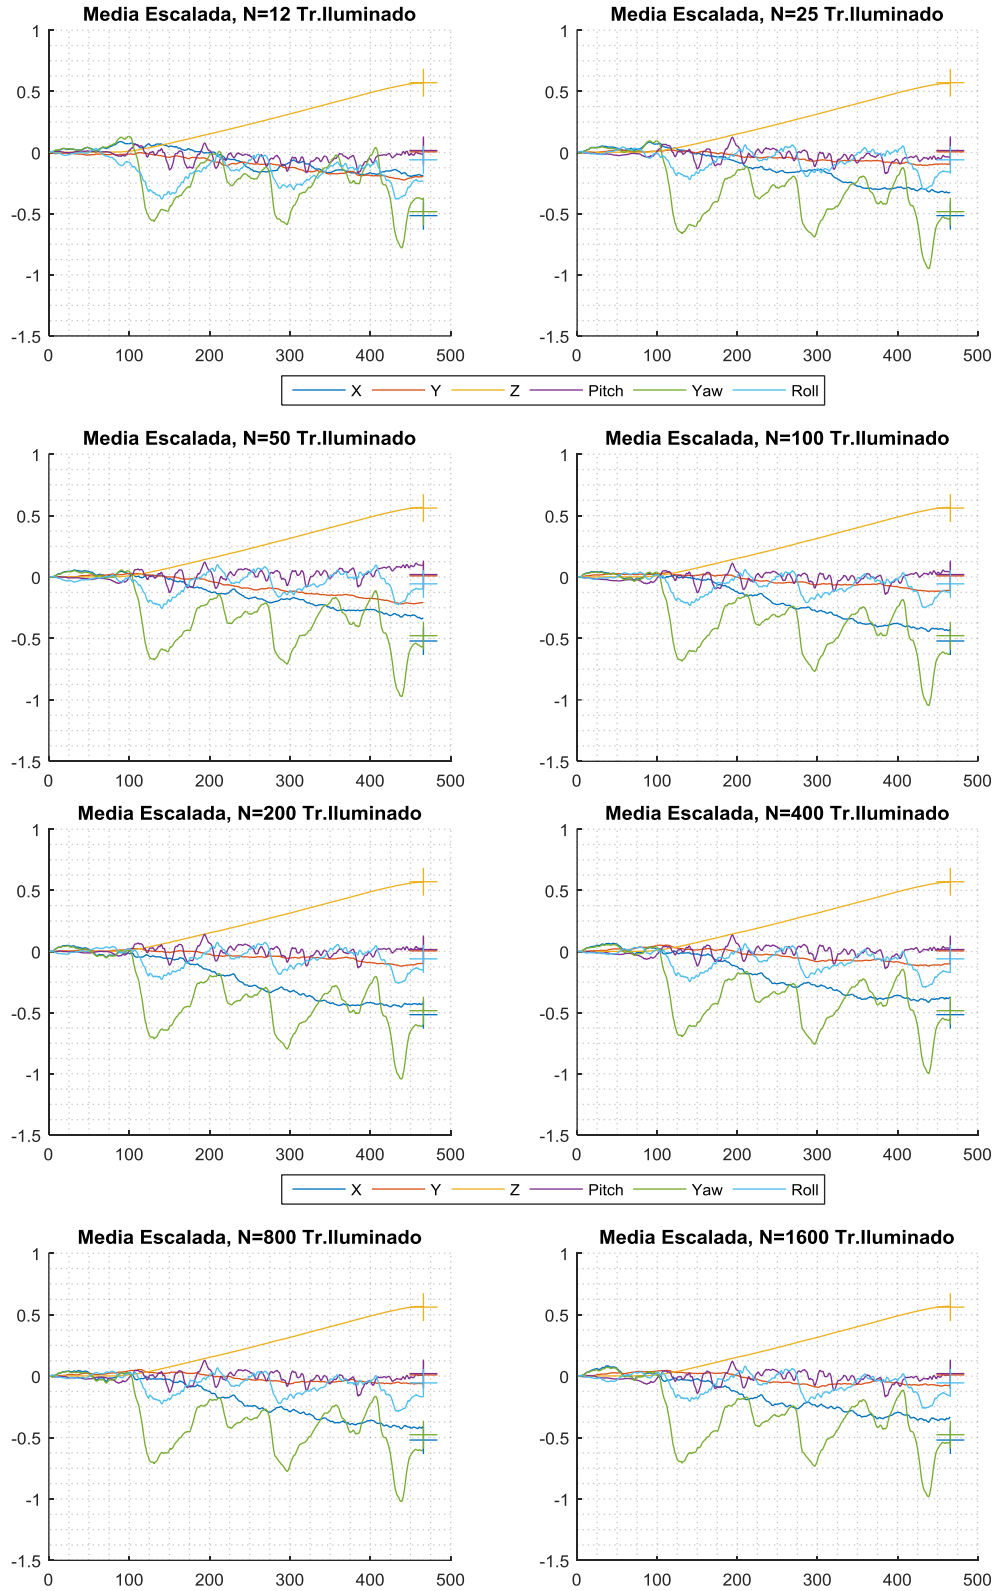 Media Escalada, N=12 Tr.Iluminado
Media Escalada, N=25 Tr.Iluminado
1
0.5
0
-0.5
-1
-1.5
0 100 200 300 400 500
1
0.5
0
-0.5
-1
-1.5
0 100 200 300 400 500
X Y Z Pitch Yaw Roll
Media Escalada, N=50 Tr.Iluminado
Media Escalada, N=100 Tr.Iluminado
1
0.5
0
-0.5
-1
-1.5
0 100 200 300 400 500
1
0.5
0
-0.5
-1
-1.5
0 100 200 300 400 500
Media Escalada, N=200 Tr.Iluminado
Media Escalada, N=400 Tr.Iluminado
1
0.5
0
-0.5
-1
-1.5
0 100 200 300 400 500
1
0.5
0
-0.5
-1
-1.5
0 100 200 300 400 500
X Y Z Pitch Yaw Roll
Media Escalada, N=800 Tr.Iluminado
Media Escalada, N=1600 Tr.Iluminado
1
0.5
0
-0.5
-1
-1.5
0 100 200 300 400 500
1
0.5
0
-0.5
-1
-1.5
0 100 200 300 400 500